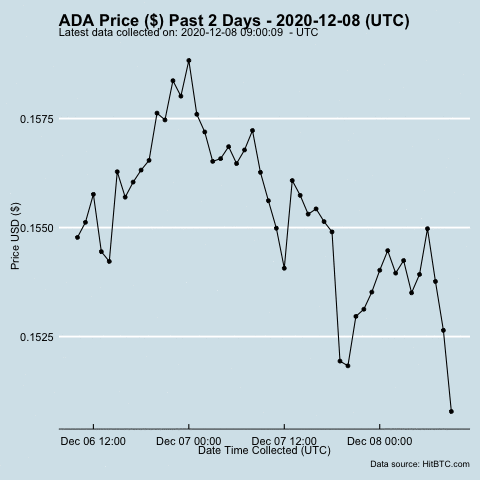 ADA Price ($) Past 2 Days - 2020-12-08 (UTC)
Latest data collected on: 2020-12-08 09:00:09 - UTC
0.1575
0.1550
0.1525
Price USD ($)
Dec 06 12:00 Dec 07 00:00 Dec 07 12:00 Dec 08 00:00
Date Time Collected (UTC)
Data source: HitBTC.com